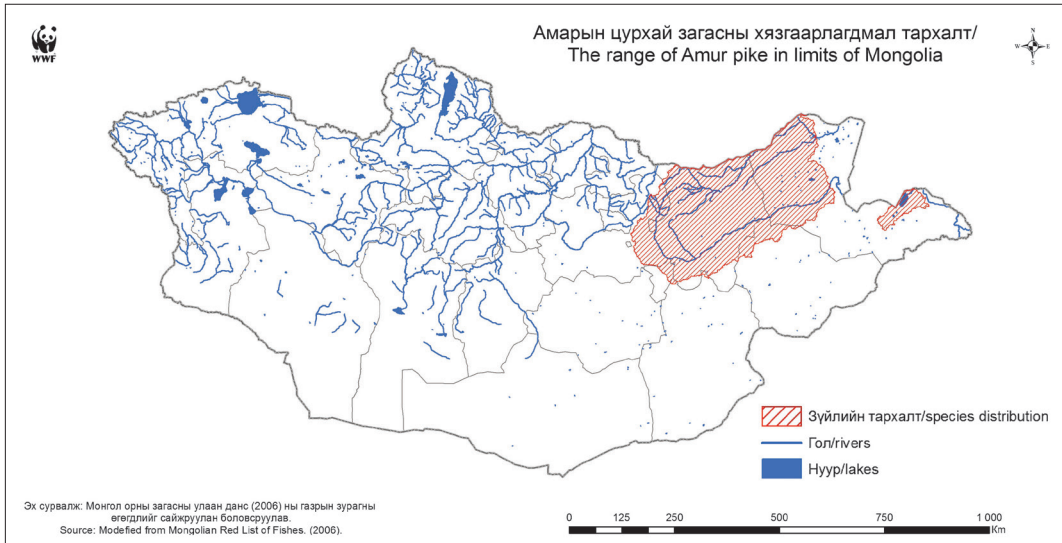 WWF
Амарын цурхай загасны хязгаарлагдмал тархалт/
The range of Amur pike in limits of Mongolia
N
W E
S
Зүйлийн тархалт/species distribution
Гол/rivers
Нуур/lakes
Эх сурвалж: Монгол орны загасны улаан данс (2006) ны газрын зурагны
өгөгдлийг сайжруулан боловсруулав.
Source: Modefied from Mongolian Red List of Fishes. (2006).
0 125 250 500 750 1 000
Km